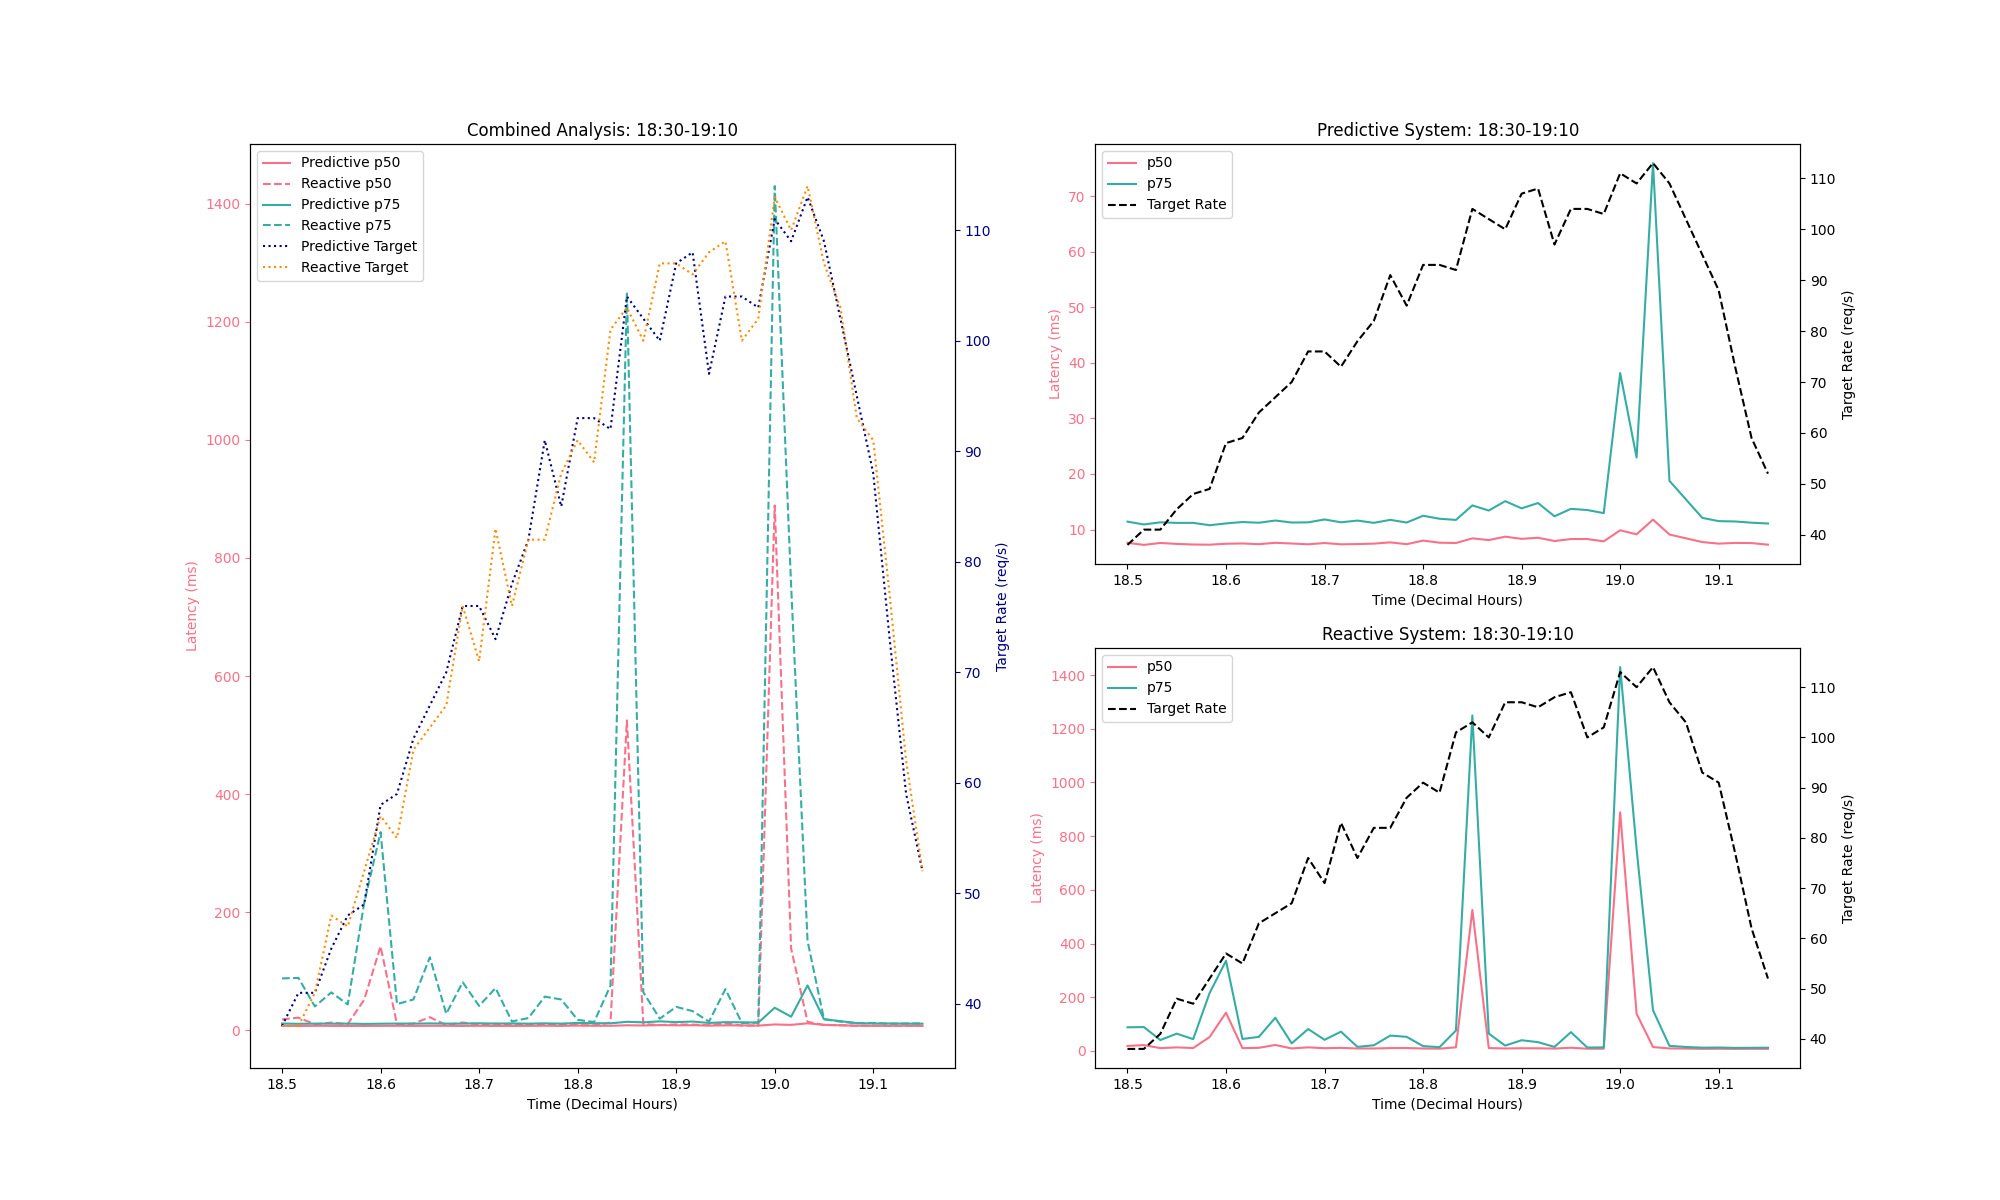 Combined Analysis: 18:30-19:10
Predictive p50
Reactive p50
Predictive p75
Reactive p75
Predictive Target
Reactive Target
1400
1200
1000
800
600
400
200
0
Latency (ms)
110
100
90
80
70
60
50
40
Target Rate (req/s)
18.5 18.6 18.7 18.8 18.9 19.0 19.1
Time (Decimal Hours)
Predictive System: 18:30-19:10
p50
p75
Target Rate
70
60
50
40
30
20
10
Latency (ms)
110
100
90
80
70
60
50
40
Target Rate (req/s)
18.5 18.6 18.7 18.8 18.9 19.0 19.1
Time (Decimal Hours)
Reactive System: 18:30-19:10
p50
p75
Target Rate
1400
1200
1000
800
600
400
200
0
Latency (ms)
110
100
90
80
70
60
50
40
Target Rate (req/s)
18.5 18.6 18.7 18.8 18.9 19.0 19.1
Time (Decimal Hours)